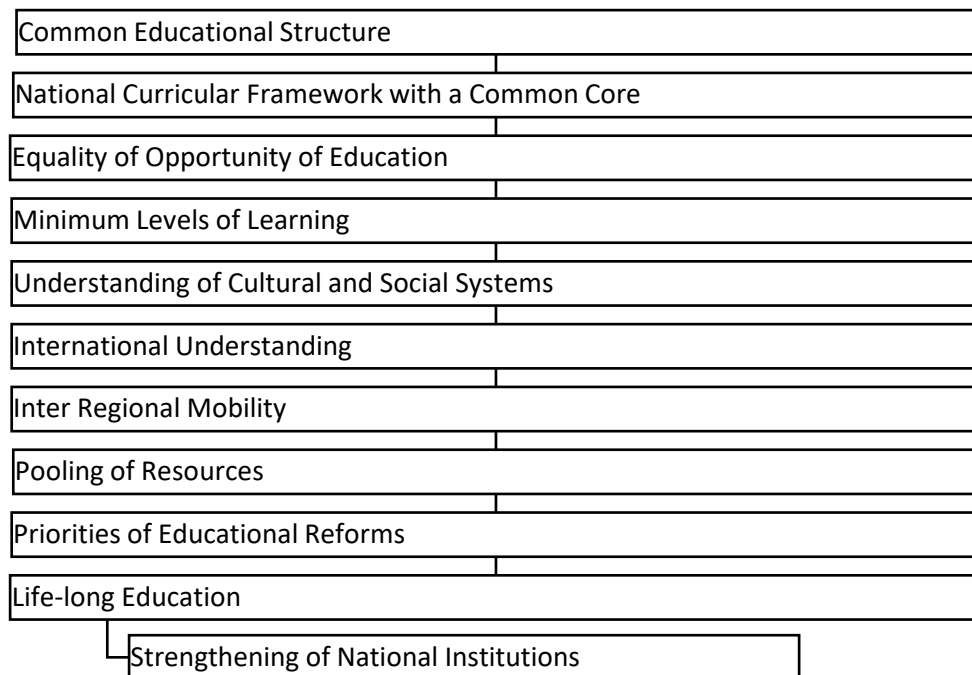 Common Educational Structure
National Curricular Framework with a Common Core
Equality of Opportunity of Education
Minimum Levels of Learning
Understanding of Cultural and Social Systems
International Understanding
Inter Regional Mobility
Pooling of Resources
Priorities of Educational Reforms
Life-long Education
Strengthening of National Institutions